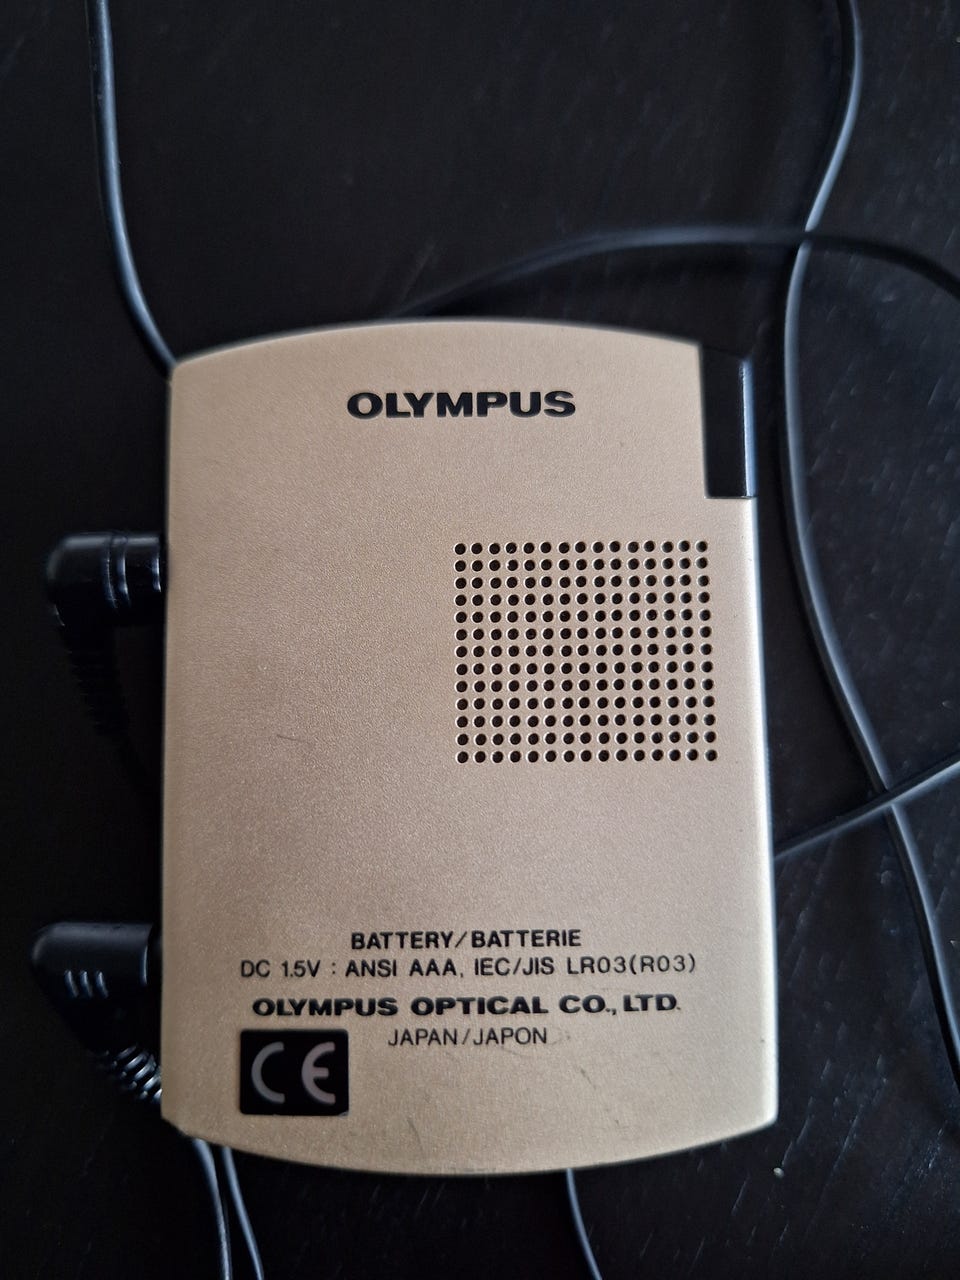 OLYMPUS
BATTERY/BATTERIE
DC 1.5V : ANSI AAA, IEC/JIS LR03(R03)
OLYMPUS OPTICAL CO., LTD.
JAPAN/JAPON
CE